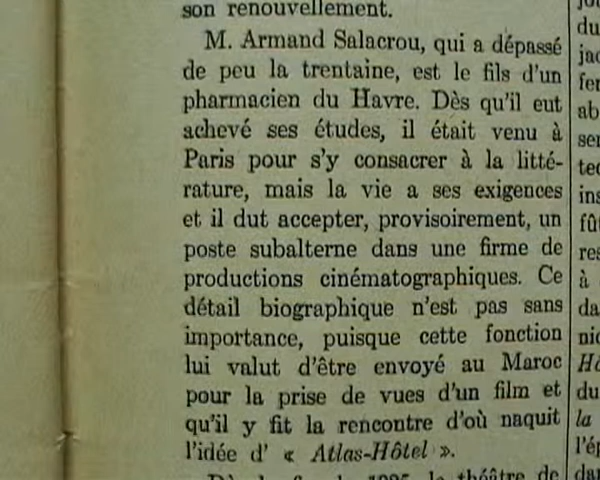 son renouvellement.
M. Armand Salacrou, qui a dépassé
de peu la trentaine, est le fils d'un
pharmacien du Havre. Dès qu'il eut
achevé ses études, il était venu à
Paris pour s'y consacrer à la litté-
rature, mais la vie a ses exigences
et il dut accepter, provisoirement, un
poste subalterne dans une firme de
productions cinématographiques. Ce
détail biographique n'est pas sans
importance, puisque cette fonction
lui valut d'être envoyé au Maroc
pour la prise de vues d'un film et
qu'il y fit la rencontre d'où naquit
l'idée d' « Atlas-Hôtel ».